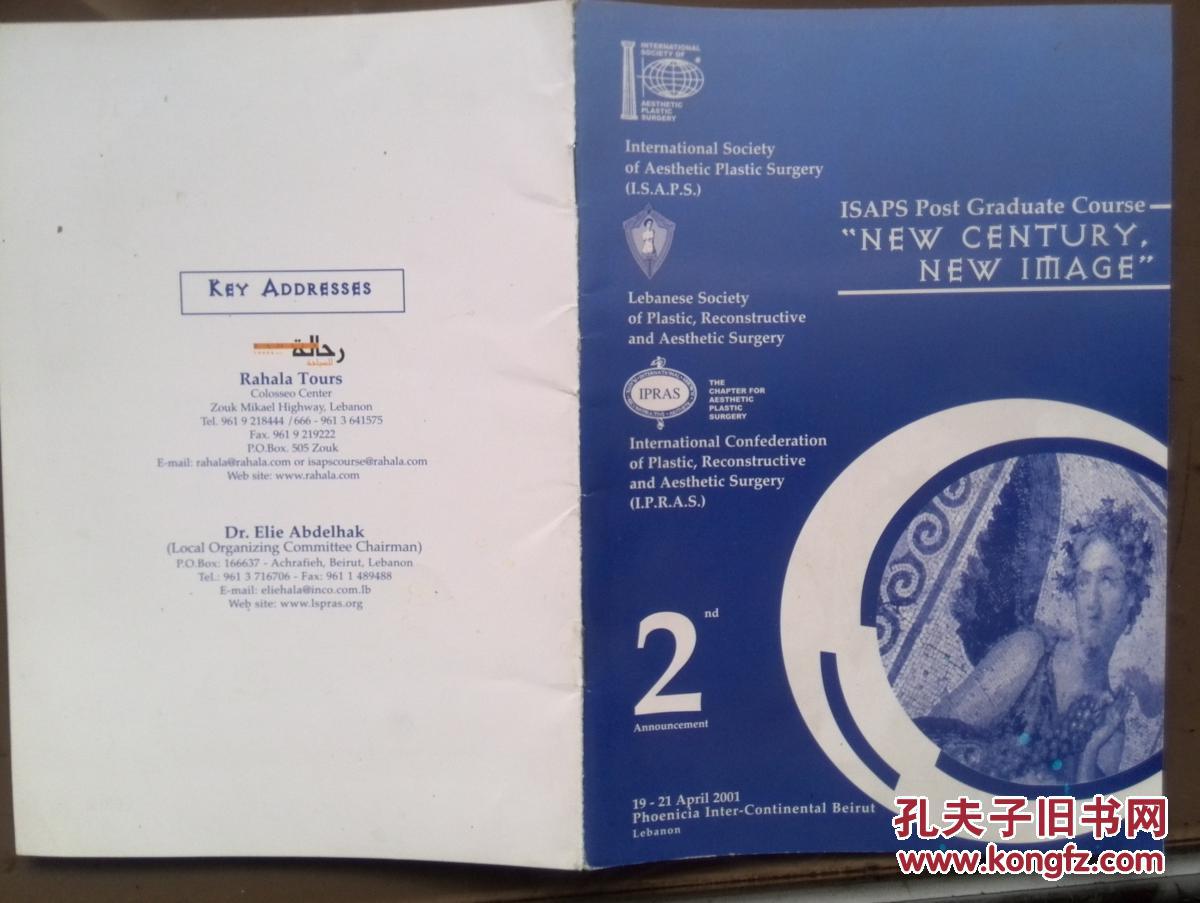 KEY ADDRESSES
رحالة
للسياحة
Rahala Tours
Colosseo Center
Zouk Mikael Highway, Lebanon
Tel. 961 9 218444 /666 - 961 3 641575
Fax. 961 9 219222
P.O.Box. 505 Zouk
E-mail: rahala@rahala.com or isapscourse@rahala.com
Web site: www.rahala.com
Dr. Elie Abdelhak
(Local Organizing Committee Chairman)
P.O.Box: 166637 - Achrafieh, Beirut, Lebanon
Tel.: 961 3 716706 - Fax: 961 1 489488
E-mail: eliehala@inco.com.lb
Web site: www.lspras.org
INTERNATIONAL
SOCIETY OF
AESTHETIC
PLASTIC
SURGERY
International Society
of Aesthetic Plastic Surgery
(I.S.A.P.S.)
ISAPS Post Graduate Course
"NEW CENTURY,
NEW IMAGE"
Lebanese Society
of Plastic, Reconstructive
and Aesthetic Surgery
IPRAS
THE
CHAPTER FOR
AESTHETIC
PLASTIC
SURGERY
International Confederation
of Plastic, Reconstructive
and Aesthetic Surgery
(I.P.R.A.S.)
2nd
Announcement
19 - 21 April 2001
Phoenicia Inter-Continental Beirut
Lebanon
孔夫子旧书网
www.kongfz.com